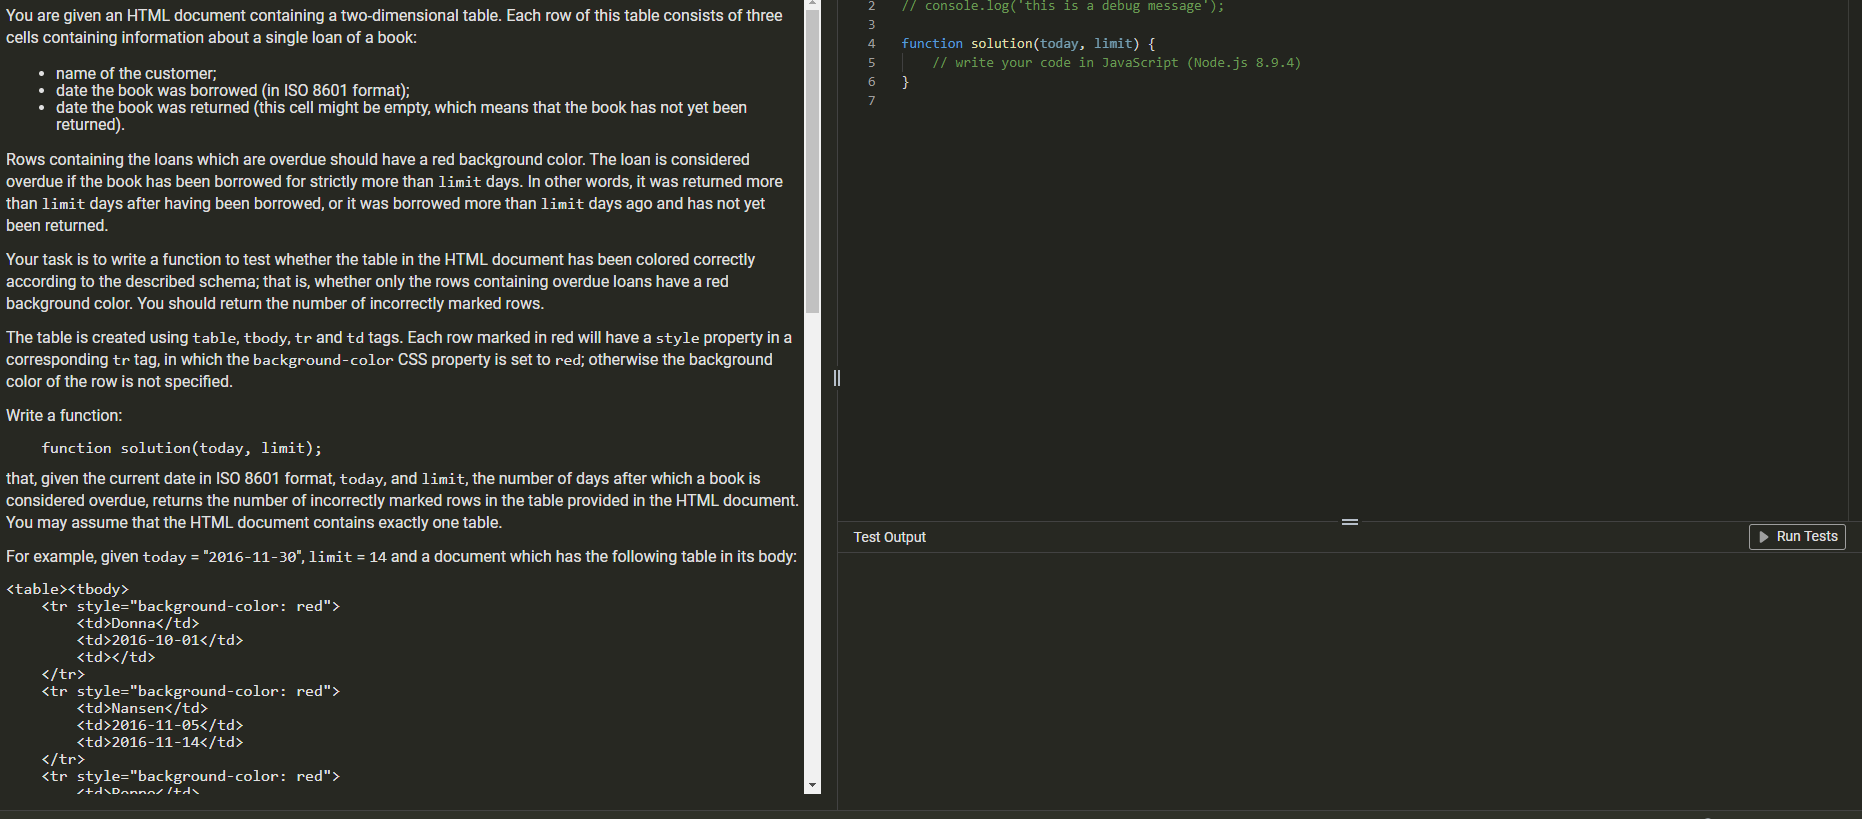 You are given an HTML document containing a two-dimensional table. Each row of this table consists of three
cells containing information about a single loan of a book:
• name of the customer;
• date the book was borrowed (in ISO 8601 format);
• date the book was returned (this cell might be empty, which means that the book has not yet been
returned).
Rows containing the loans which are overdue should have a red background color. The loan is considered
overdue if the book has been borrowed for strictly more than limit days. In other words, it was returned more
than limit days after having been borrowed, or it was borrowed more than limit days ago and has not yet
been returned.
Your task is to write a function to test whether the table in the HTML document has been colored correctly
according to the described schema; that is, whether only the rows containing overdue loans have a red
background color. You should return the number of incorrectly marked rows.
The table is created using table, tbody, tr and td tags. Each row marked in red will have a style property in a
corresponding tr tag, in which the background-color CSS property is set to red; otherwise the background
color of the row is not specified.
Write a function:
function solution(today, limit);
that, given the current date in ISO 8601 format, today, and limit, the number of days after which a book is
considered overdue, returns the number of incorrectly marked rows in the table provided in the HTML document.
You may assume that the HTML document contains exactly one table.
For example, given today = "2016-11-30", limit = 14 and a document which has the following table in its body:
<table><tbody>
<tr style="background-color: red">
<td>Donna</td>
<td>2016-10-01</td>
<td></td>
</tr>
<tr style="background-color: red">
<td>Nansen</td>
<td>2016-11-05</td>
<td>2016-11-14</td>
</tr>
<tr style="background-color: red">
2 // console.log('this is a debug message');
3
4 function solution(today, limit) {
5 // write your code in JavaScript (Node.js 8.9.4)
6 }
7
Test Output
Run Tests